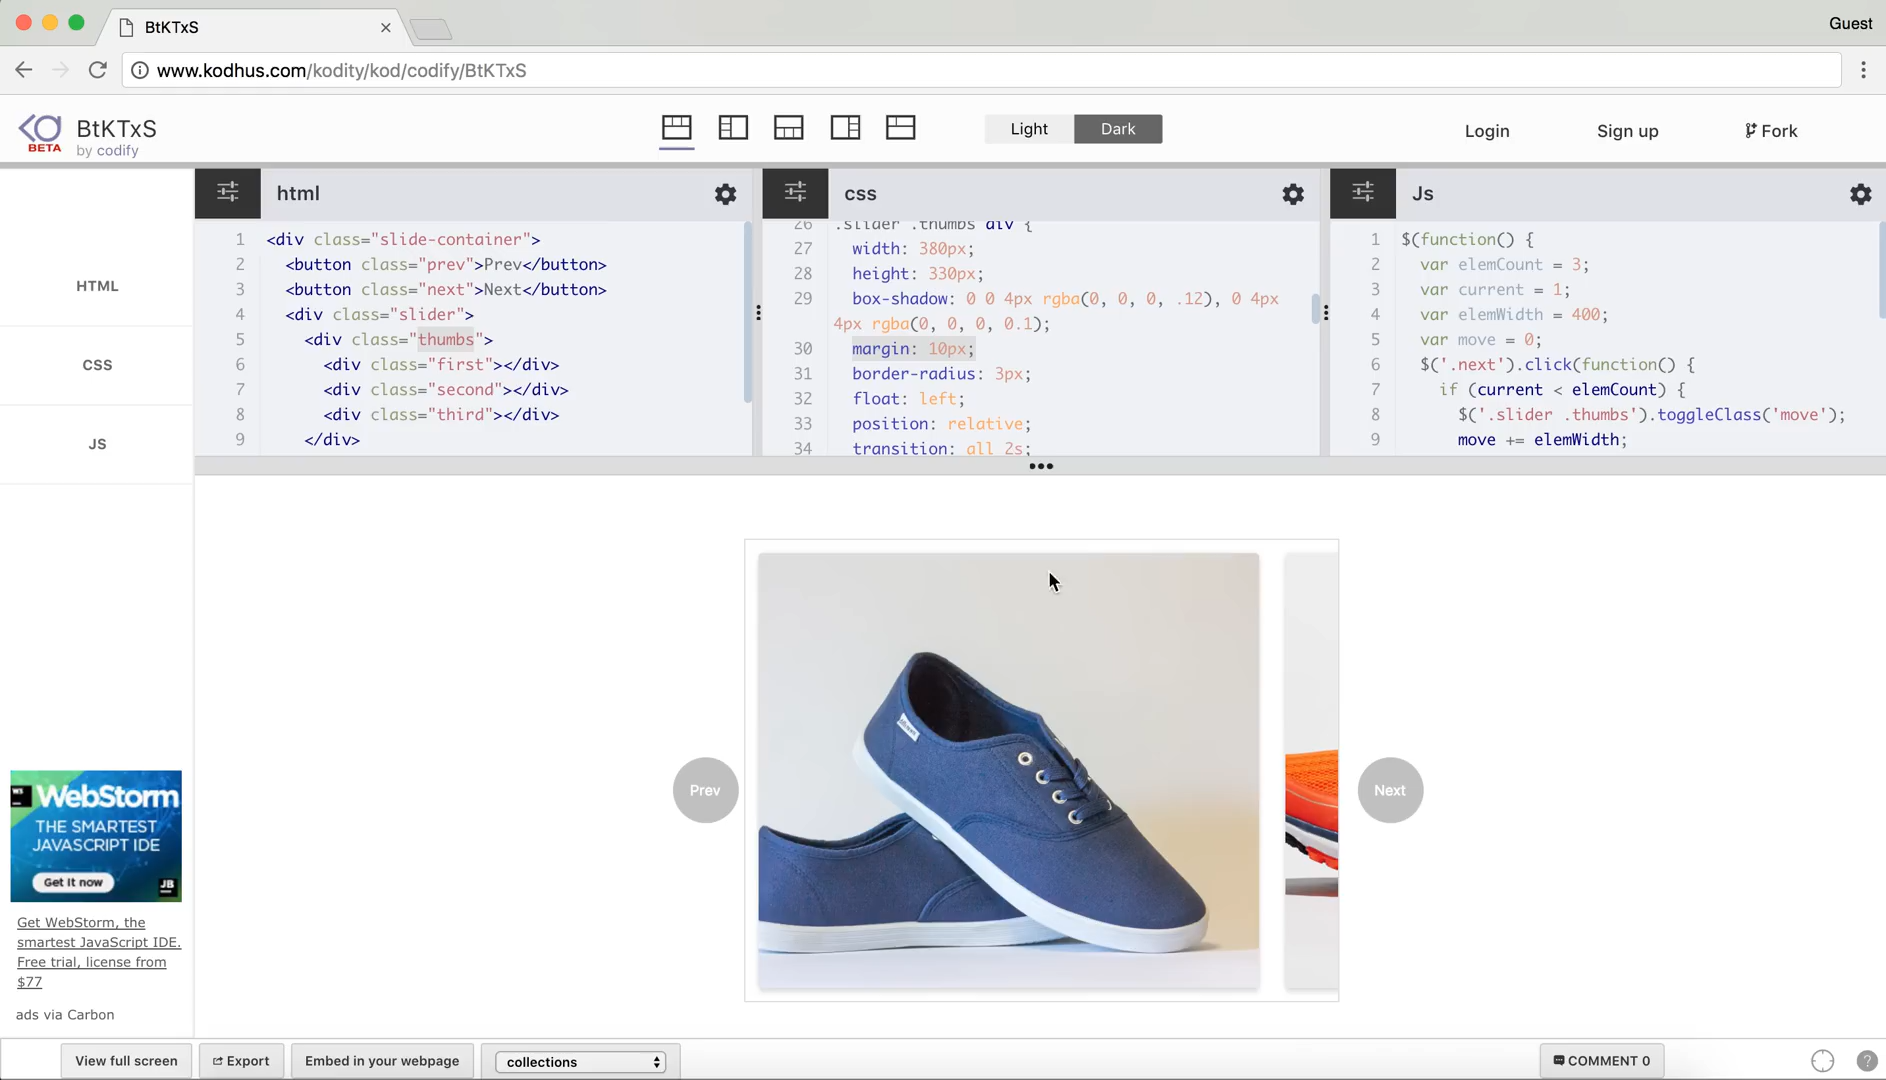 BtKTxS
Guest
www.kodhus.com/kodity/kod/codify/BtKTxS
BETA
BtKTxS
by codify
Light
Dark
Login
Sign up
Fork
HTML
CSS
JS
html
1 <div class="slide-container">
2 <button class="prev">Prev</button>
3 <button class="next">Next</button>
4 <div class="slider">
5 <div class="thumbs">
6 <div class="first"></div>
7 <div class="second"></div>
8 <div class="third"></div>
9 </div>
css
26 .slider .thumbs div {
27 width: 380px;
28 height: 330px;
29 box-shadow: 0 0 4px rgba(0, 0, 0, .12), 0 4px
4px rgba(0, 0, 0, 0.1);
30 margin: 10px;
31 border-radius: 3px;
32 float: left;
33 position: relative;
34 transition: all 2s;
Js
1 $(function() {
2 var elemCount = 3;
3 var current = 1;
4 var elemWidth = 400;
5 var move = 0;
6 $('.next').click(function() {
7 if (current < elemCount) {
8 $('.slider .thumbs').toggleClass('move');
9 move += elemWidth;
Prev
Next
WS
WebStorm
THE SMARTEST
JAVASCRIPT IDE
Get it now
JB
Get WebStorm, the
smartest JavaScript IDE.
Free trial, license from
$77
ads via Carbon
View full screen
Export
Embed in your webpage
collections
COMMENT 0
?